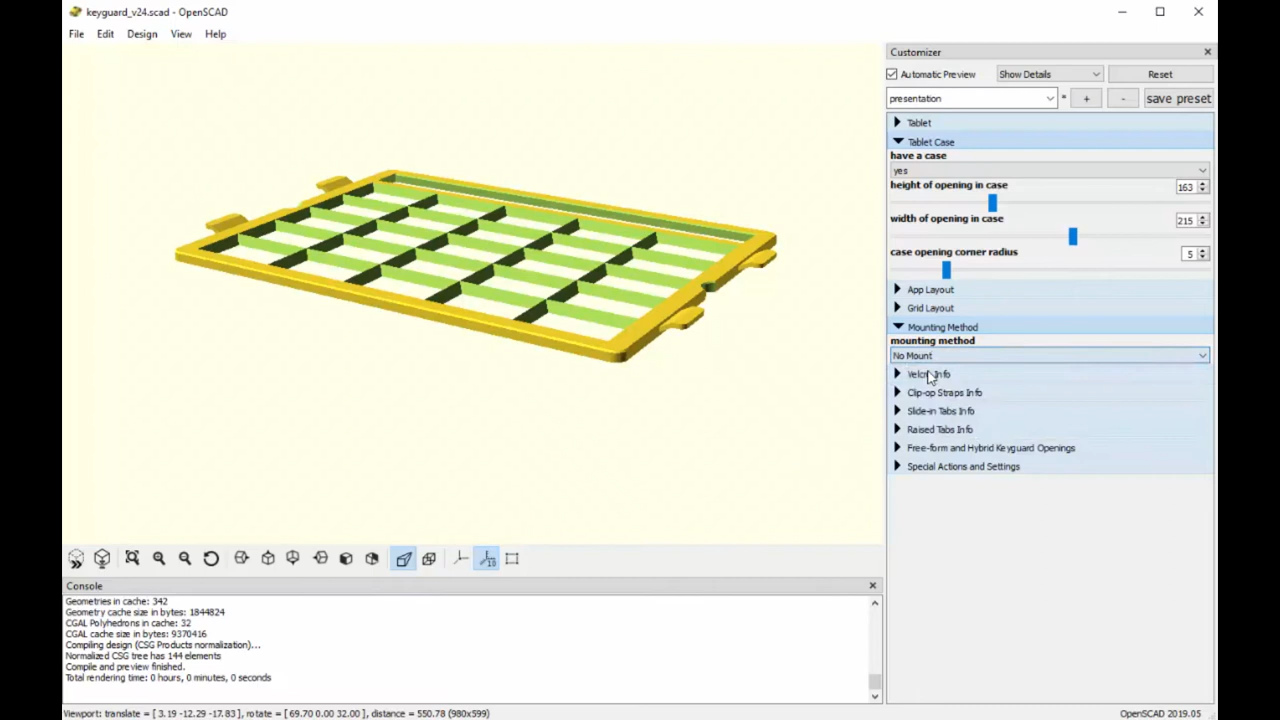 keyguard_v24.scad - OpenSCAD
File Edit Design View Help
Customizer
Automatic Preview Show Details Reset
presentation * + - save preset
Tablet
Tablet Case
have a case
yes
height of opening in case
163
width of opening in case
215
case opening corner radius
5
App Layout
Grid Layout
Mounting Method
mounting method
No Mount
Velcro Info
Clip-op Straps Info
Slide-in Tabs Info
Raised Tabs Info
Free-form and Hybrid Keyguard Openings
Special Actions and Settings
Console
Geometries in cache: 342
Geometry cache size in bytes: 1844824
CGAL Polyhedrons in cache: 32
CGAL cache size in bytes: 9370416
Compiling design (CSG Products normalization)...
Normalized CSG tree has 144 elements
Compile and preview finished.
Total rendering time: 0 hours, 0 minutes, 0 seconds
Viewport: translate = [ 3.19 -12.29 -17.83 ], rotate = [ 69.70 0.00 32.00 ], distance = 550.78 (980x599)
OpenSCAD 2019.05